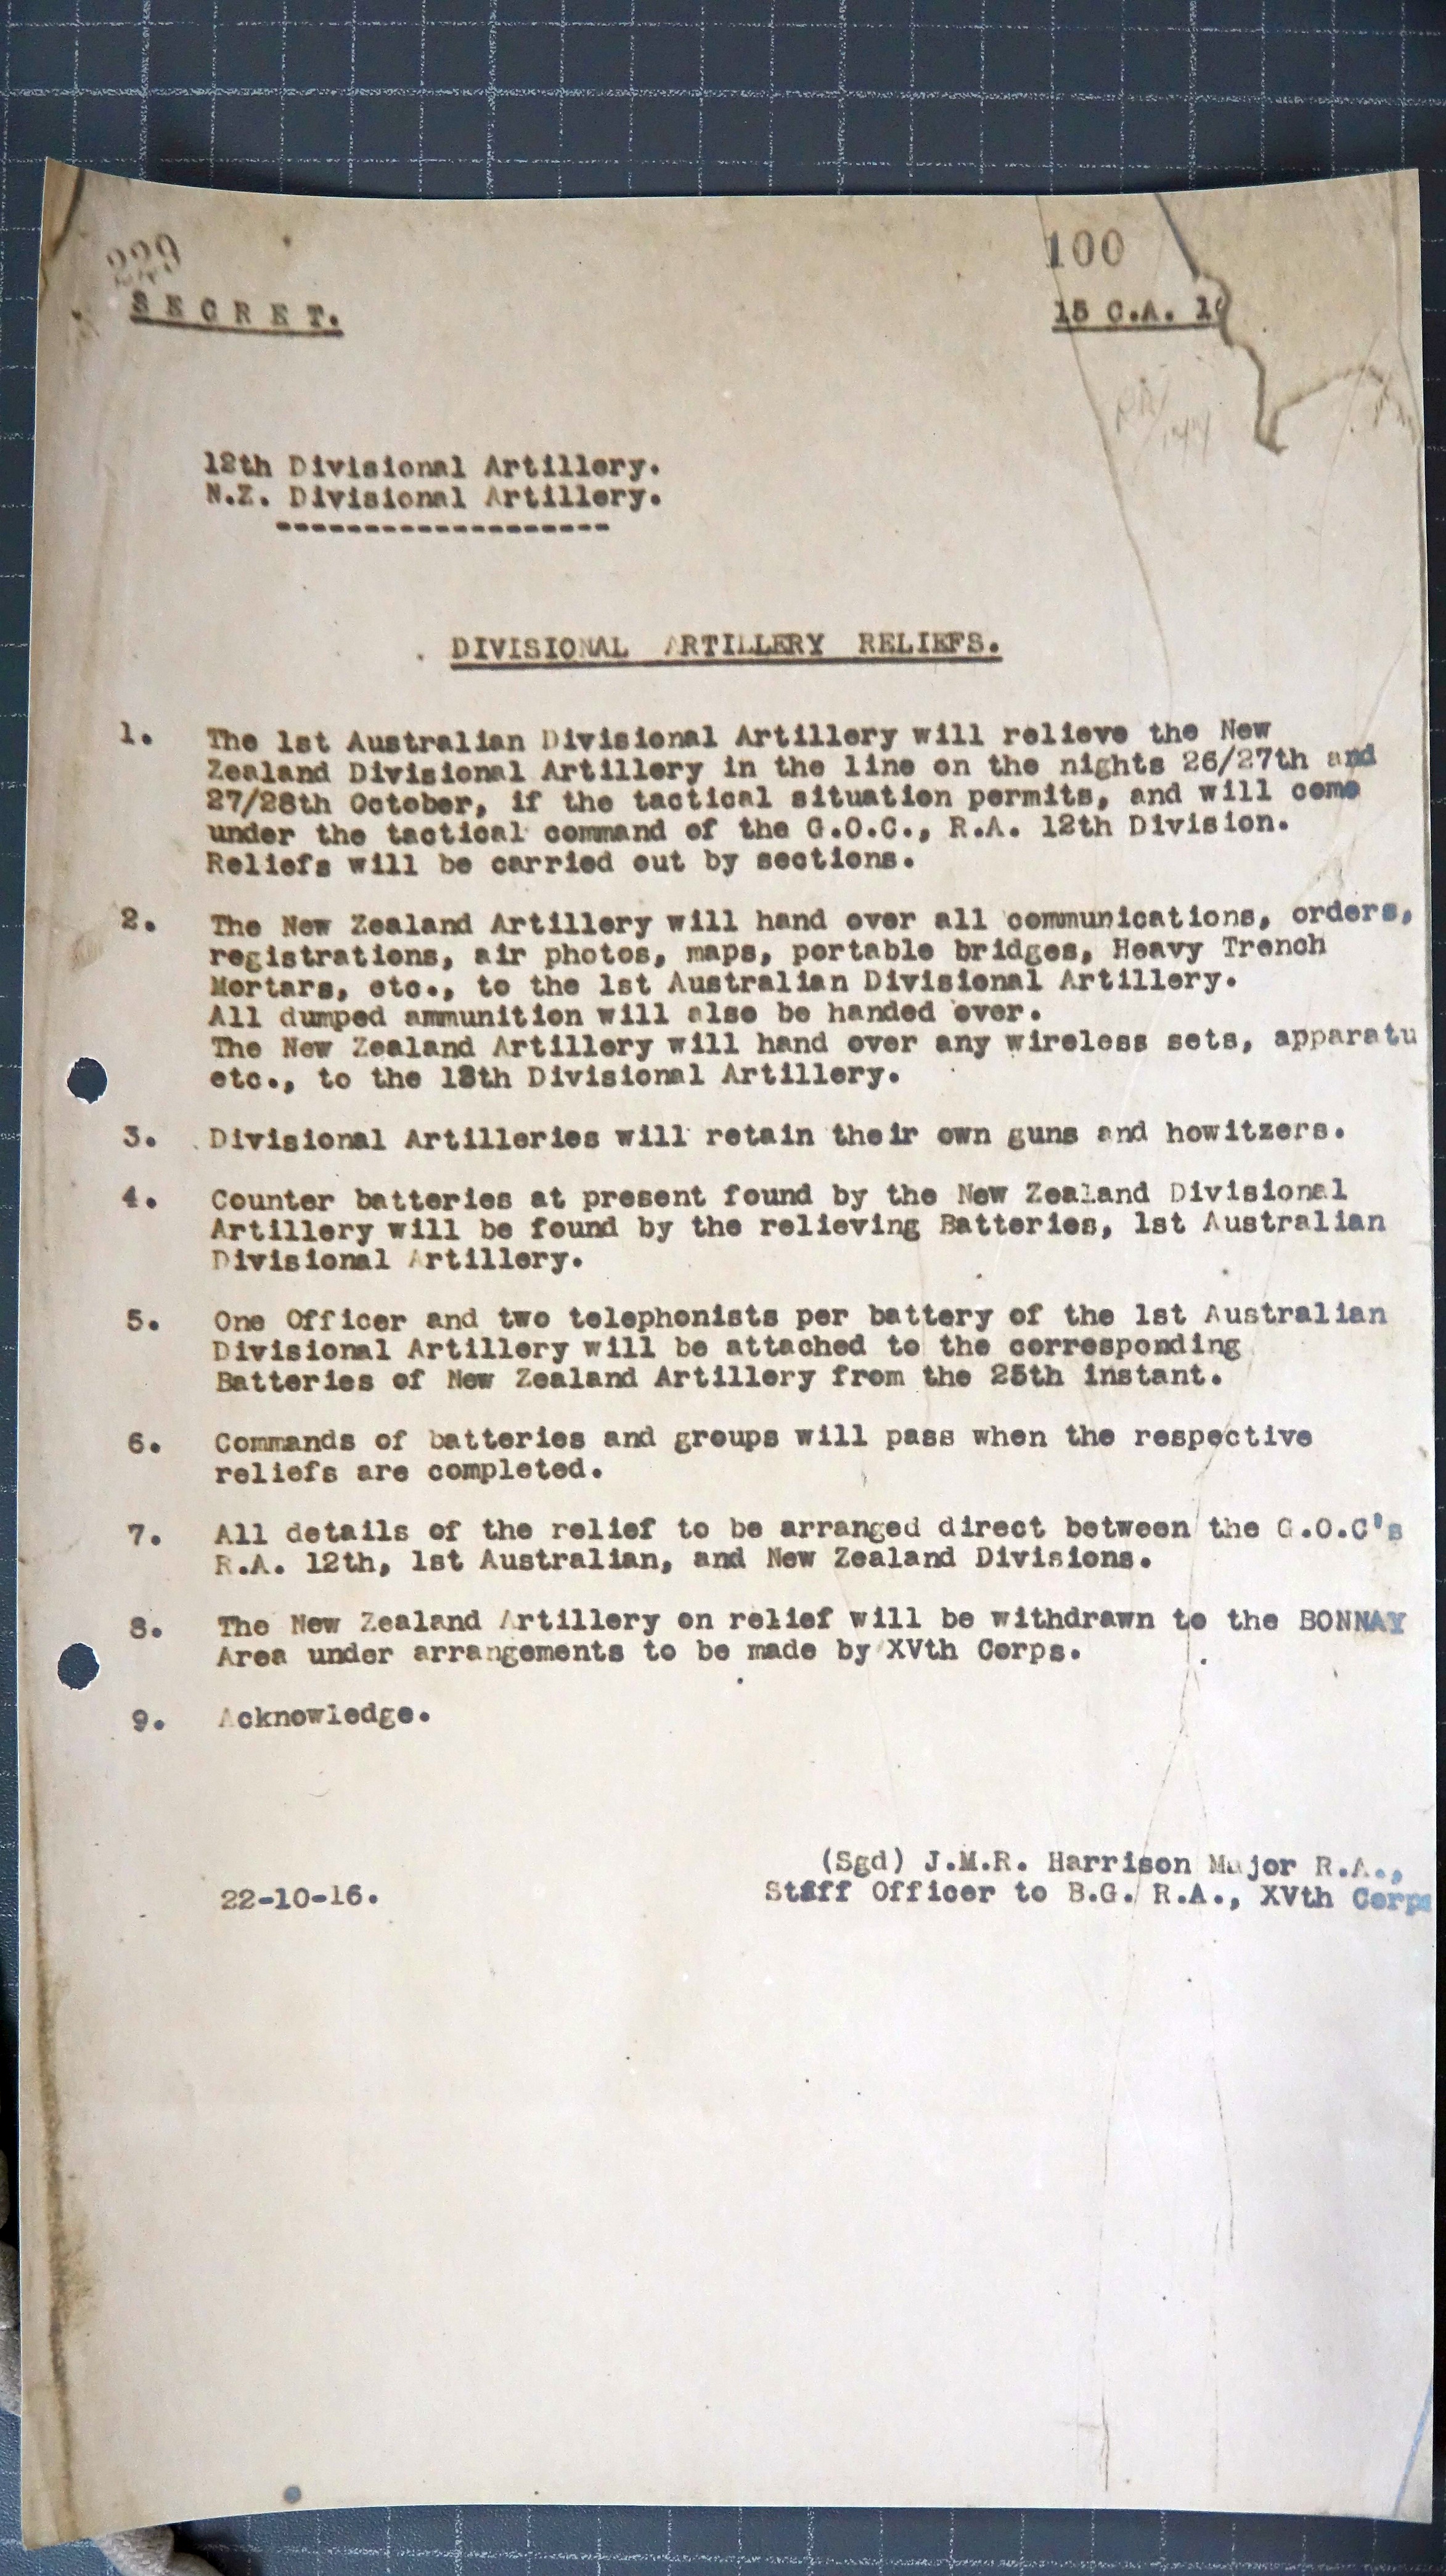 229
100
SECRET.
15 C.A. 1
12th Divisional Artillery.
N.Z. Divisional Artillery.
-------------------
DIVISIONAL ARTILLERY RELIEFS.
1. The 1st Australian Divisional Artillery will relieve the New
Zealand Divisional Artillery in the line on the nights 26/27th and
27/28th October, if the tactical situation permits, and will come
under the tactical command of the G.O.C., R.A. 12th Division.
Reliefs will be carried out by sections.
2. The New Zealand Artillery will hand over all communications, orders,
registrations, air photos, maps, portable bridges, Heavy Trench
Mortars, etc., to the 1st Australian Divisional Artillery.
All dumped ammunition will also be handed over.
The New Zealand Artillery will hand over any wireless sets, apparatu
etc., to the 12th Divisional Artillery.
3. Divisional Artilleries will retain their own guns and howitzers.
4. Counter batteries at present found by the New Zealand Divisional
Artillery will be found by the relieving Batteries, 1st Australian
Divisional Artillery.
5. One Officer and two telephonists per battery of the 1st Australian
Divisional Artillery will be attached to the corresponding
Batteries of New Zealand Artillery from the 25th instant.
6. Commands of batteries and groups will pass when the respective
reliefs are completed.
7. All details of the relief to be arranged direct between the G.O.C's
R.A. 12th, 1st Australian, and New Zealand Divisions.
8. The New Zealand Artillery on relief will be withdrawn to the BONNAY
Area under arrangements to be made by XVth Corps.
9. Acknowledge.
(Sgd) J.M.R. Harrison Major R.A.,
22-10-16. Staff Officer to B.G. R.A., XVth Corps